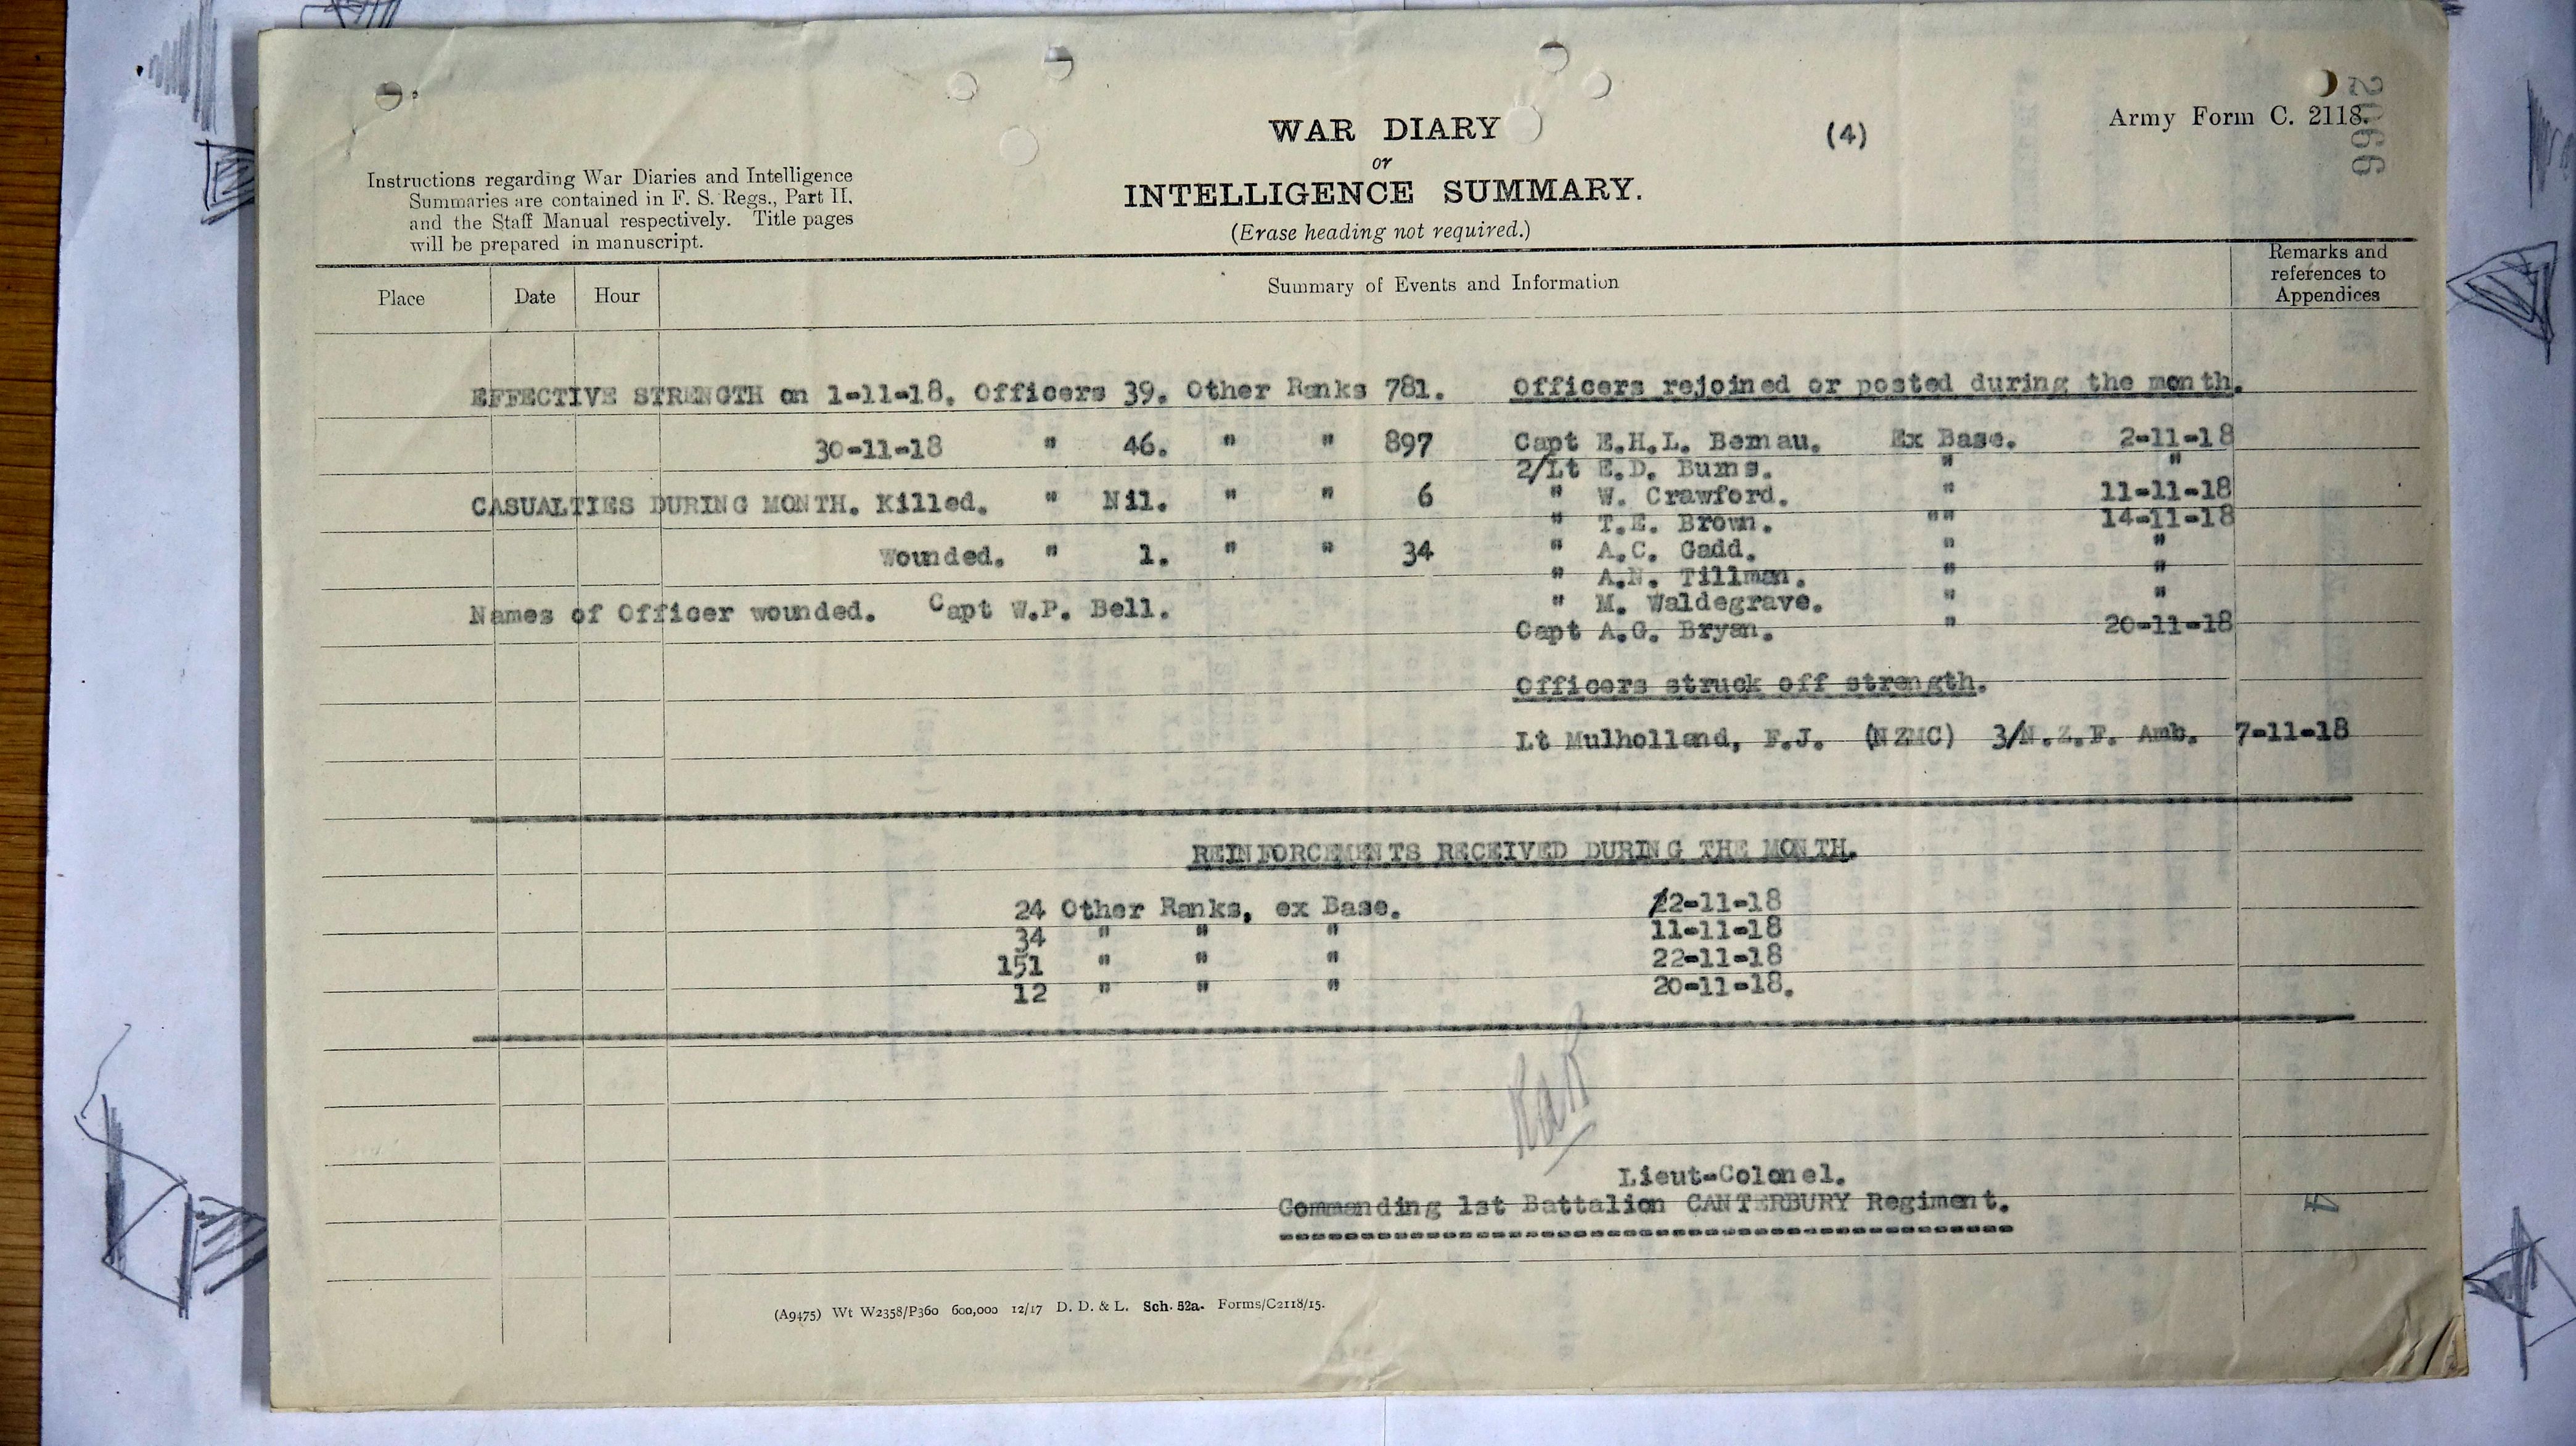 WAR DIARY
or
INTELLIGENCE SUMMARY.
(Erase heading not required.)
(4)
Army Form C. 2118.
Instructions regarding War Diaries and Intelligence
Summaries are contained in F. S. Regs., Part II.
and the Staff Manual respectively. Title pages
will be prepared in manuscript.
Place
Date
Hour
Summary of Events and Information
Remarks and
references to
Appendices
EFFECTIVE STRENGTH on 1-11-18. Officers 39. Other Ranks 781.
30-11-18 " 46. " " 897
CASUALTIES DURING MONTH. Killed. " Nil. " " 6
Wounded. " 1. " " 34
Names of Officer wounded. Capt W.P. Bell.
Officers rejoined or posted during the month.
Capt E.H.L. Bernau. Ex Base. 2-11-18
2/Lt E.D. Burns. " "
" W. Crawford. " 11-11-18
" T.E. Brown. "" 14-11-18
" A.C. Gadd. " "
" A.N. Tillman. " "
" M. Waldegrave. " "
Capt A.G. Bryan. " 20-11-18
Officers struck off strength.
Lt Mulholland, F.J. (NZMC) 3/N.Z.F. Amb. 7-11-18
REINFORCEMENTS RECEIVED DURING THE MONTH.
24 Other Ranks, ex Base. 2-11-18
34 " " " 11-11-18
151 " " " 22-11-18
12 " " " 20-11-18.
Lieut-Colonel.
Commanding 1st Battalion CANTERBURY Regiment.
(A9475) Wt W2358/P360 600,000 12/17 D. D. & L. Sch. 52a. Forms/C2118/15.